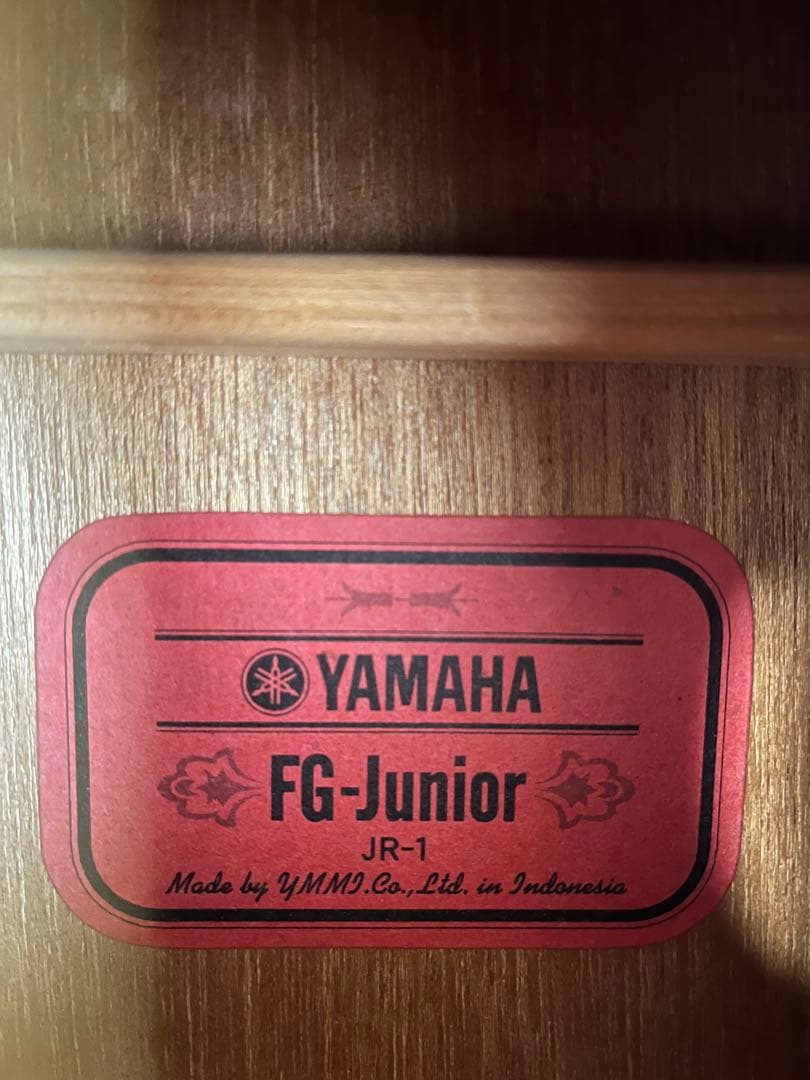 YAMAHA
FG-Junior
JR-1
Made by YMMI.Co.,Ltd. in Indonesia